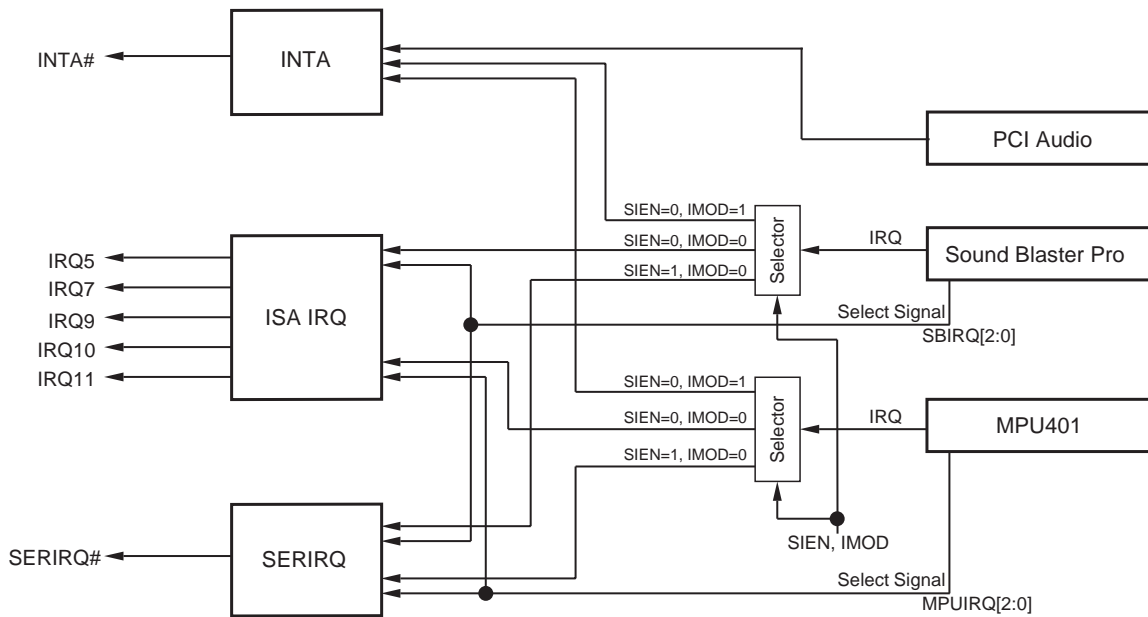 INTA#
INTA
PCI Audio
SIEN=0, IMOD=1
SIEN=0, IMOD=0
SIEN=1, IMOD=0
Selector
IRQ
Sound Blaster Pro
Select Signal
SBIRQ[2:0]
IRQ5
IRQ7
IRQ9
IRQ10
IRQ11
ISA IRQ
SIEN=0, IMOD=1
SIEN=0, IMOD=0
SIEN=1, IMOD=0
Selector
IRQ
MPU401
SIEN, IMOD
SERIRQ#
SERIRQ
Select Signal
MPUIRQ[2:0]